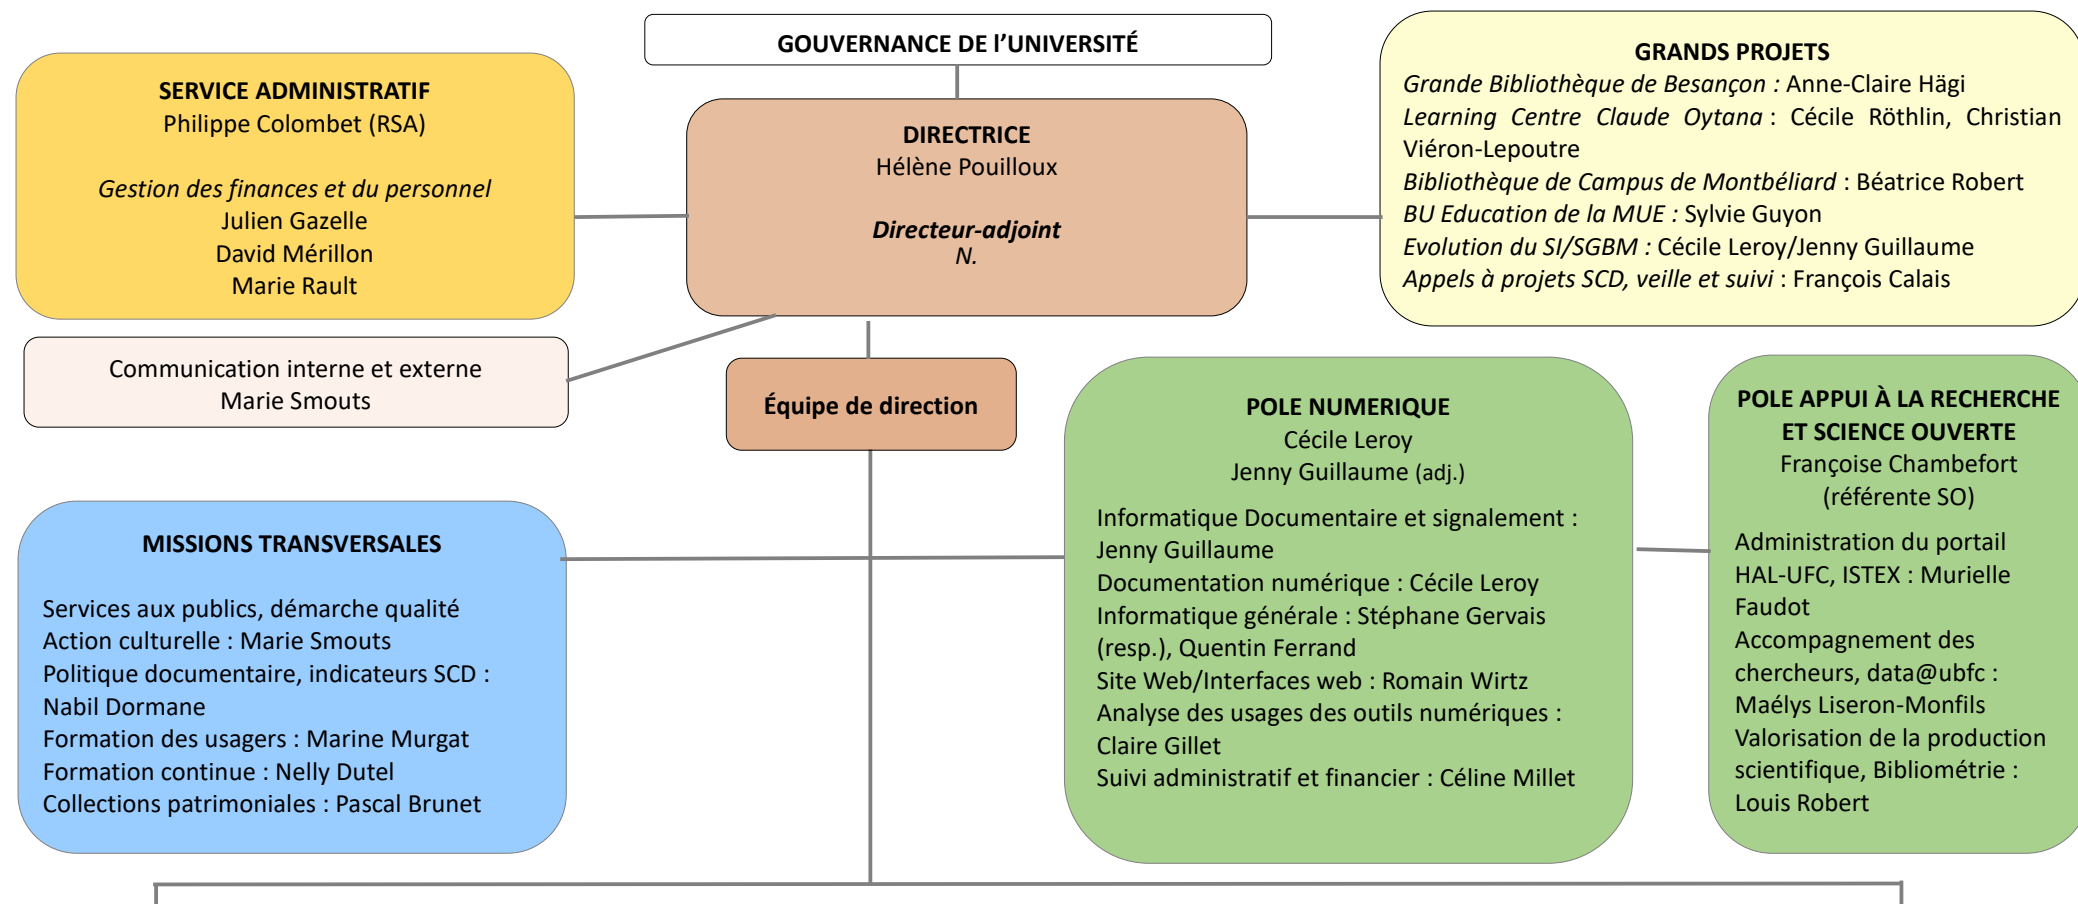 GOUVERNANCE DE l’UNIVERSITÉ
SERVICE ADMINISTRATIF
Philippe Colombet (RSA)
Gestion des finances et du personnel
Julien Gazelle
David Mérillon
Marie Rault
DIRECTRICE
Hélène Pouilloux
Directeur-adjoint
N.
GRANDS PROJETS
Grande Bibliothèque de Besançon : Anne-Claire Hägi
Learning Centre Claude Oytana : Cécile Röthlin, Christian
Viéron-Lepoutre
Bibliothèque de Campus de Montbéliard : Béatrice Robert
BU Education de la MUE : Sylvie Guyon
Evolution du SI/SGBM : Cécile Leroy/Jenny Guillaume
Appels à projets SCD, veille et suivi : François Calais
Communication interne et externe
Marie Smouts
Équipe de direction
MISSIONS TRANSVERSALES
Services aux publics, démarche qualité
Action culturelle : Marie Smouts
Politique documentaire, indicateurs SCD :
Nabil Dormane
Formation des usagers : Marine Murgat
Formation continue : Nelly Dutel
Collections patrimoniales : Pascal Brunet
POLE NUMERIQUE
Cécile Leroy
Jenny Guillaume (adj.)
Informatique Documentaire et signalement :
Jenny Guillaume
Documentation numérique : Cécile Leroy
Informatique générale : Stéphane Gervais
(resp.), Quentin Ferrand
Site Web/Interfaces web : Romain Wirtz
Analyse des usages des outils numériques :
Claire Gillet
Suivi administratif et financier : Céline Millet
POLE APPUI À LA RECHERCHE
ET SCIENCE OUVERTE
Françoise Chambefort
(référente SO)
Administration du portail
HAL-UFC, ISTEX : Murielle
Faudot
Accompagnement des
chercheurs, data@ubfc :
Maélys Liseron-Monfils
Valorisation de la production
scientifique, Bibliométrie :
Louis Robert